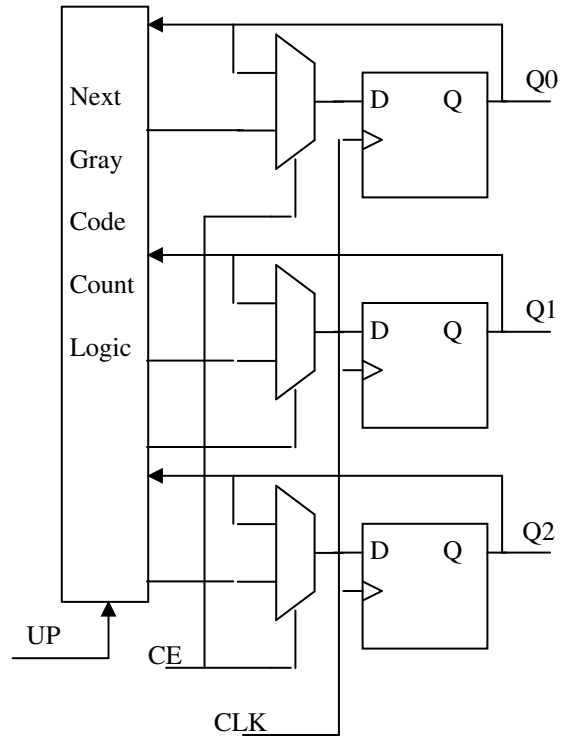 Next
Gray
Code
Count
Logic
D Q
Q0
D Q
Q1
D Q
Q2
UP
CE
CLK